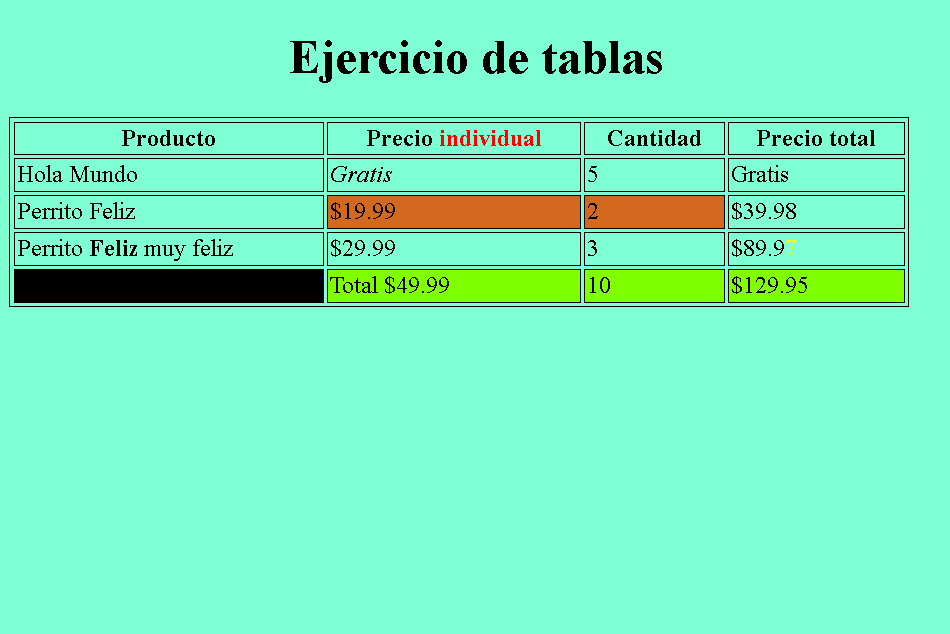 Ejercicio de tablas
Producto Precio individual Cantidad Precio total
Hola Mundo Gratis 5 Gratis
Perrito Feliz $19.99 2 $39.98
Perrito Feliz muy feliz $29.99 3 $89.97
Total $49.99 10 $129.95